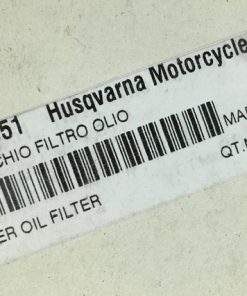 51 Husqvarna Motorcycle
CHIO FILTRO OLIO
MA
ER OIL FILTER
QT.